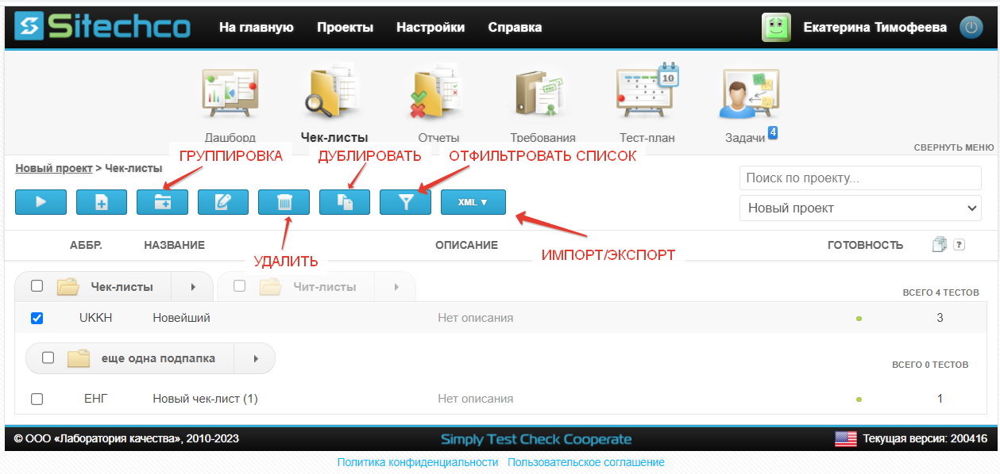 Sitechco На главную Проекты Настройки Справка Екатерина Тимофеева
10
Дашборд Чек-листы Отчеты Требования Тест-план Задачи 4
СВЕРНУТЬ МЕНЮ
ГРУППИРОВКА ДУБЛИРОВАТЬ ОТФИЛЬТРОВАТЬ СПИСОК
Новый проект > Чек-листы
Поиск по проекту...
XML ▼
Новый проект
АББР. НАЗВАНИЕ ОПИСАНИЕ ГОТОВНОСТЬ ?
УДАЛИТЬ ИМПОРТ/ЭКСПОРТ
Чек-листы Чит-листы
ВСЕГО 4 ТЕСТОВ
UKKH Новейший Нет описания 3
еще одна подпапка
ВСЕГО 0 ТЕСТОВ
ЕНГ Новый чек-лист (1) Нет описания 1
© ООО «Лаборатория качества», 2010-2023 Simply Test Check Cooperate Текущая версия: 200416
Политика конфиденциальности Пользовательское соглашение